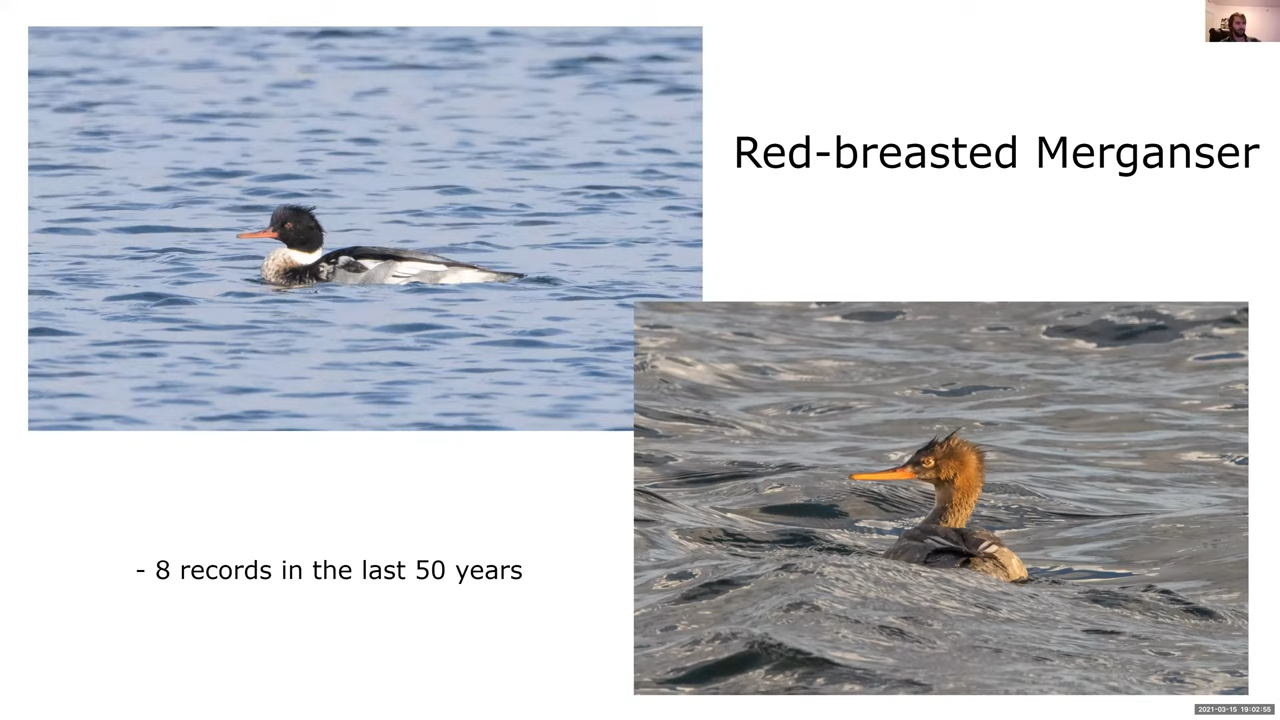 Red-breasted Merganser
- 8 records in the last 50 years
2021-03-15 19:02:55